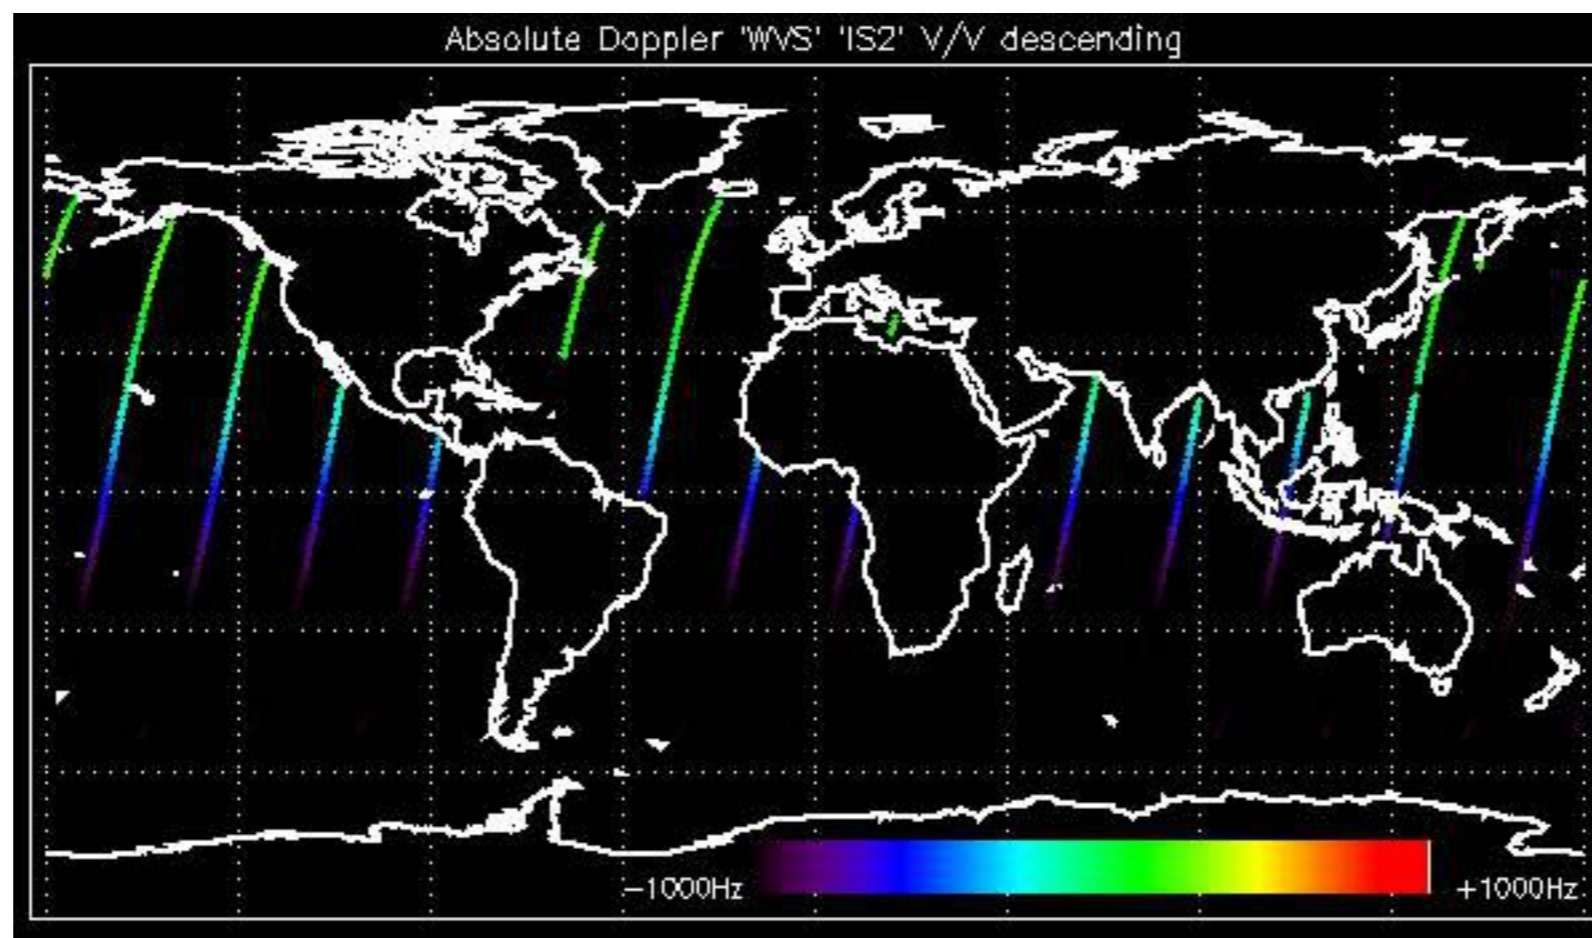 Absolute Doppler 'WVS' 'IS2' V/V descending
-1000Hz
+1000Hz